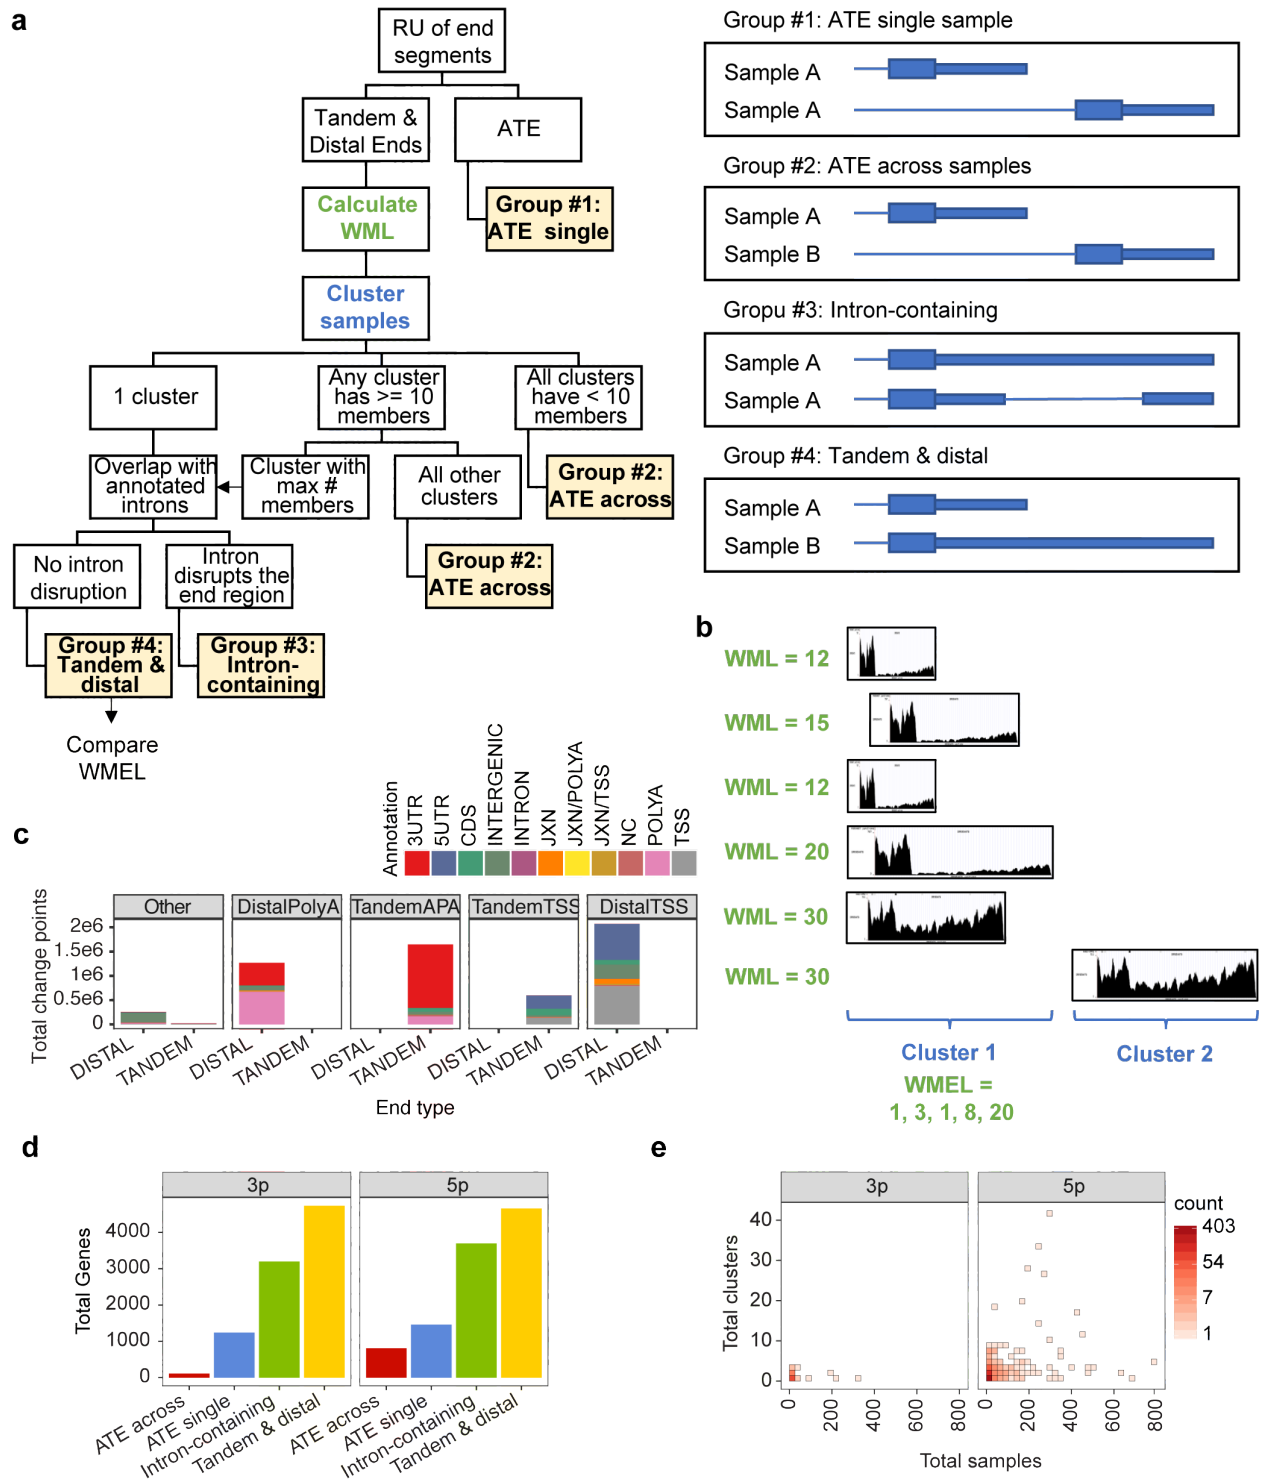 a
RU of end
segments
Tandem &
Distal Ends
ATE
Calculate
WML
Group #1:
ATE single
Cluster
samples
1 cluster
Any cluster
has >= 10
members
All clusters
have < 10
members
Overlap with
annotated
introns
Cluster with
max #
members
All other
clusters
Group #2:
ATE across
No intron
disruption
Intron
disrupts the
end region
Group #2:
ATE across
Group #4:
Tandem &
distal
Group #3:
Intron-
containing
Compare
WMEL
Group #1: ATE single sample
Sample A
Sample A
Group #2: ATE across samples
Sample A
Sample B
Gropu #3: Intron-containing
Sample A
Sample A
Group #4: Tandem & distal
Sample A
Sample B
b
WML = 12
WML = 15
WML = 12
WML = 20
WML = 30
WML = 30
Cluster 1
Cluster 2
WMEL =
1, 3, 1, 8, 20
c
Annotation
3UTR
5UTR
CDS
INTERGENIC
INTRON
JXN
JXN/POLYA
JXN/TSS
NC
POLYA
TSS
Total change points
2e6
1.5e6
1e6
0.5e6
0
Other
DistalPolyA
TandemAPA
TandemTSS
DistalTSS
DISTAL
TANDEM
DISTAL
TANDEM
DISTAL
TANDEM
DISTAL
TANDEM
DISTAL
TANDEM
End type
d
Total Genes
4000
3000
2000
1000
0
3p
5p
ATE across
ATE single
Intron-containing
Tandem & distal
ATE across
ATE single
Intron-containing
Tandem & distal
e
Total clusters
40
30
20
10
0
3p
5p
0
200
400
600
800
0
200
400
600
800
Total samples
count
403
54
7
1